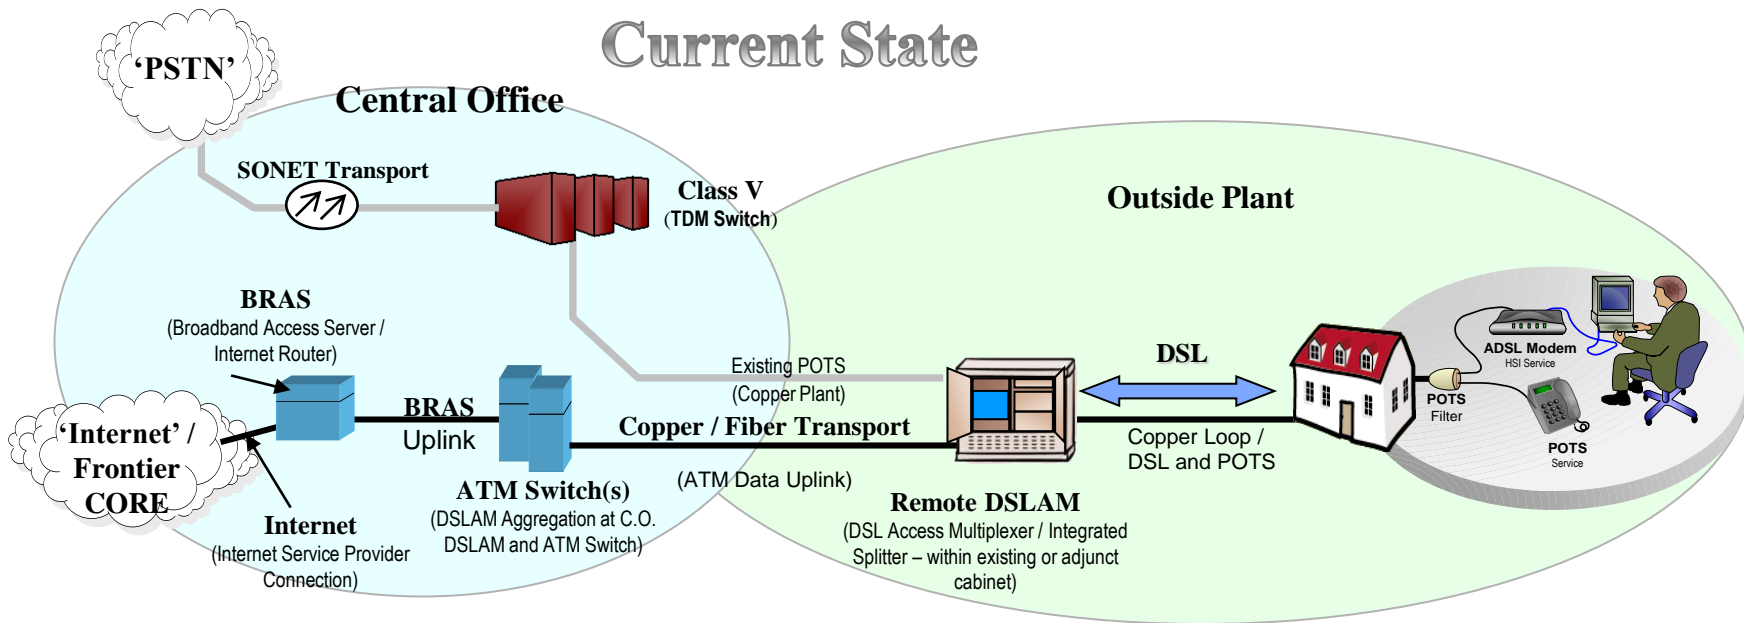 Current State
‘PSTN’
Central Office
SONET Transport
Class V
(TDM Switch)
Outside Plant
BRAS
(Broadband Access Server /
Internet Router)
‘Internet’ /
Frontier
CORE
BRAS
Uplink
Internet
(Internet Service Provider
Connection)
ATM Switch(s)
(DSLAM Aggregation at C.O.
DSLAM and ATM Switch)
Existing POTS
(Copper Plant)
Copper / Fiber Transport
(ATM Data Uplink)
Remote DSLAM
(DSL Access Multiplexer / Integrated
Splitter – within existing or adjunct
cabinet)
DSL
Copper Loop /
DSL and POTS
ADSL Modem
HSI Service
POTS
Filter
POTS
Service